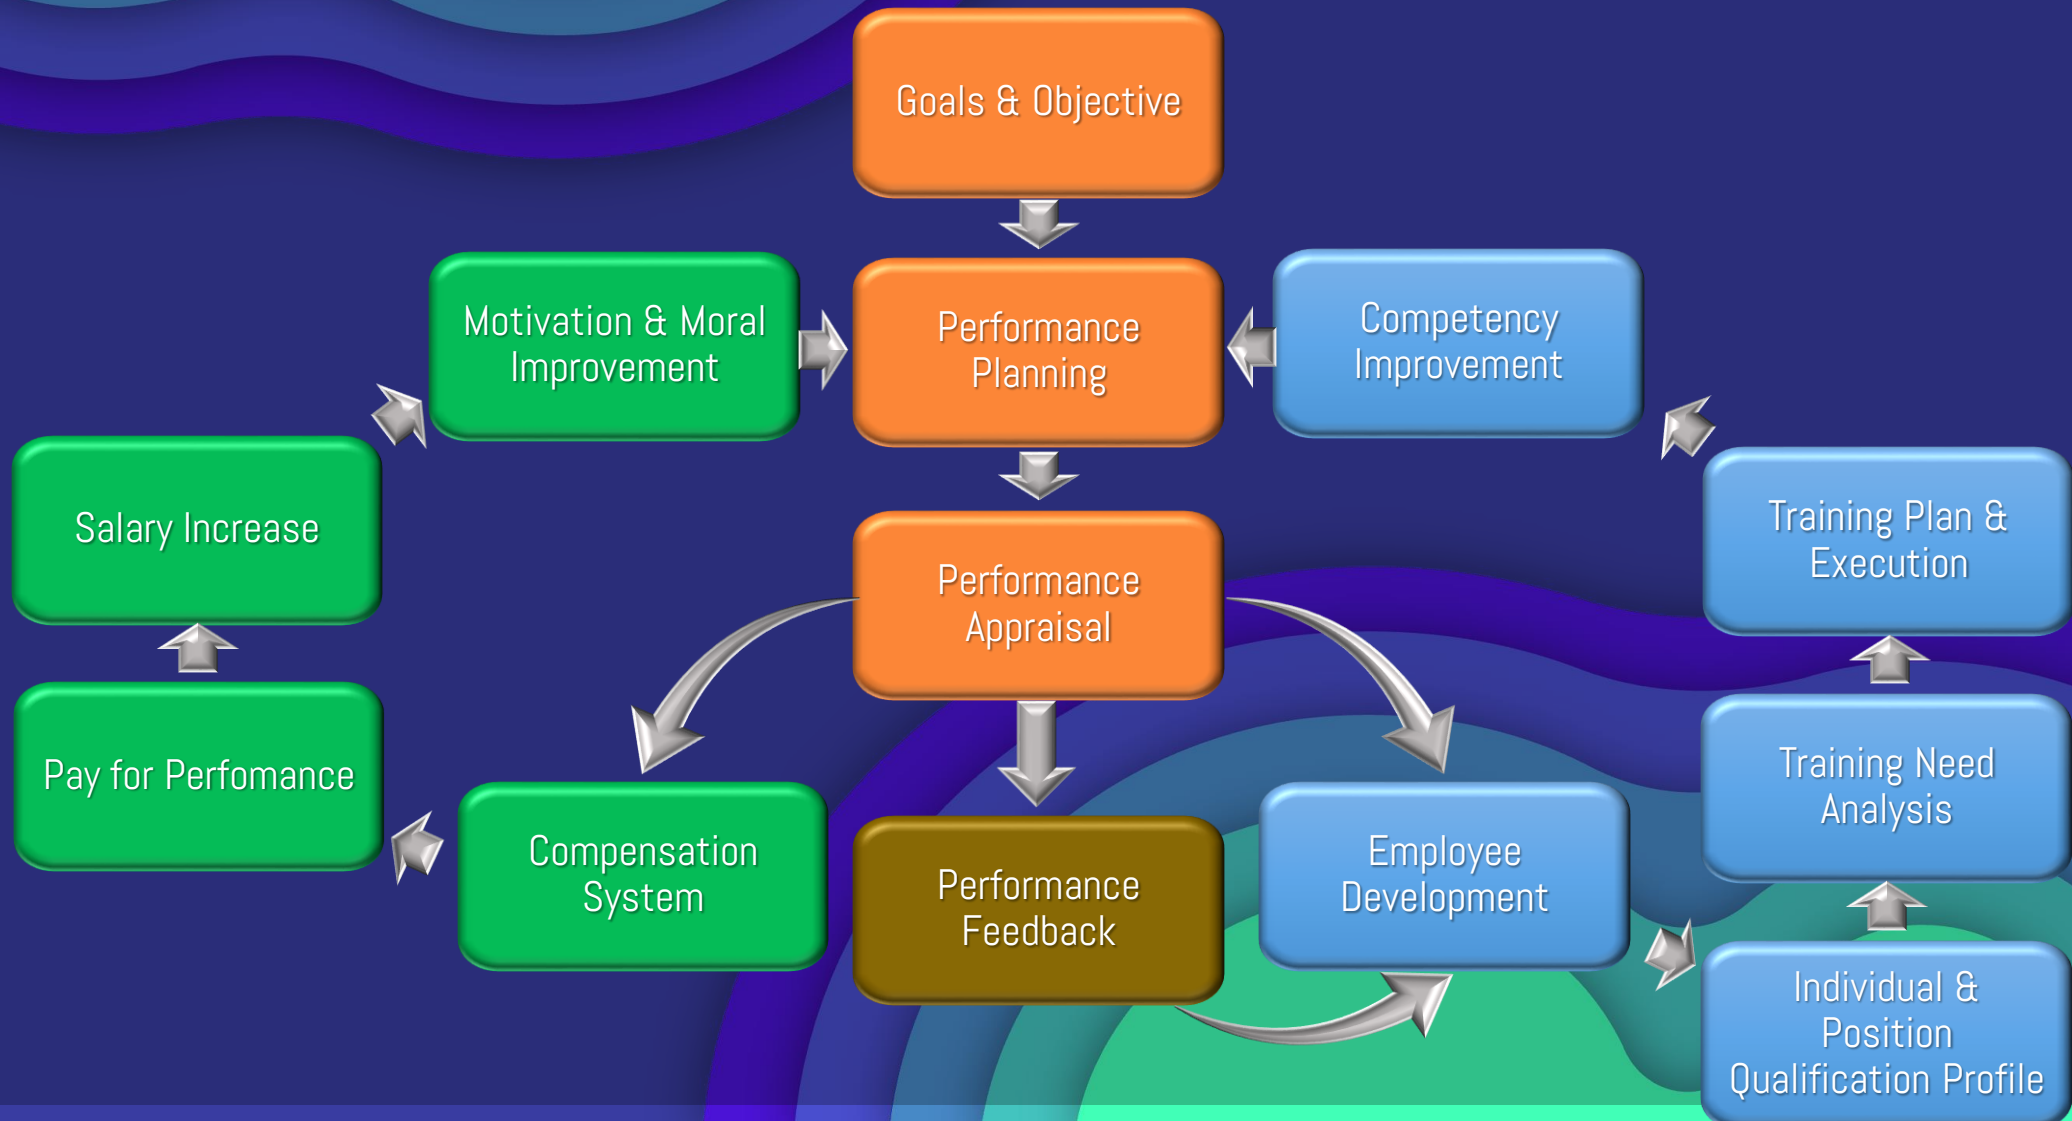 Goals & Objective
Motivation & Moral
Improvement
Performance
Planning
Competency
Improvement
Salary Increase
Performance
Appraisal
Training Plan &
Execution
Pay for Perfomance
Compensation
System
Performance
Feedback
Employee
Development
Training Need
Analysis
Individual &
Position
Qualification Profile